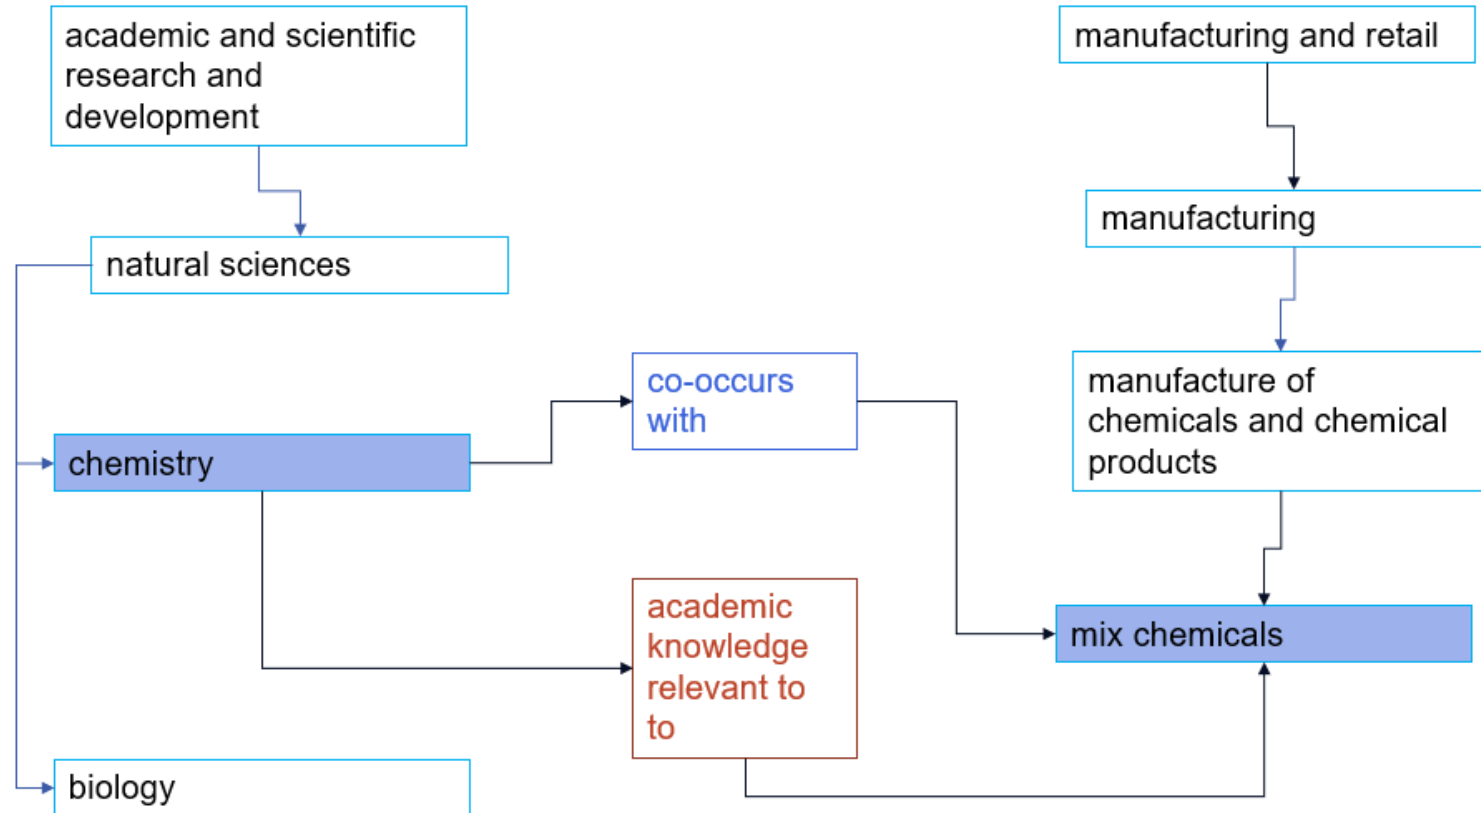 academic and scientific
research and
development
manufacturing and retail
natural sciences
manufacturing
co-occurs
with
manufacture of
chemicals and chemical
products
chemistry
academic
knowledge
relevant to
to
mix chemicals
biology